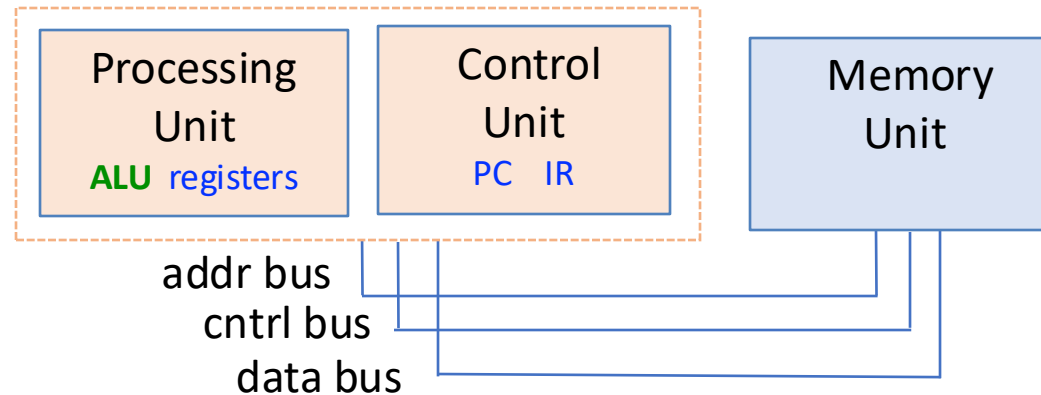 Processing
Unit
ALU registers
Control
Unit
PC IR
Memory
Unit
addr bus
cntrl bus
data bus